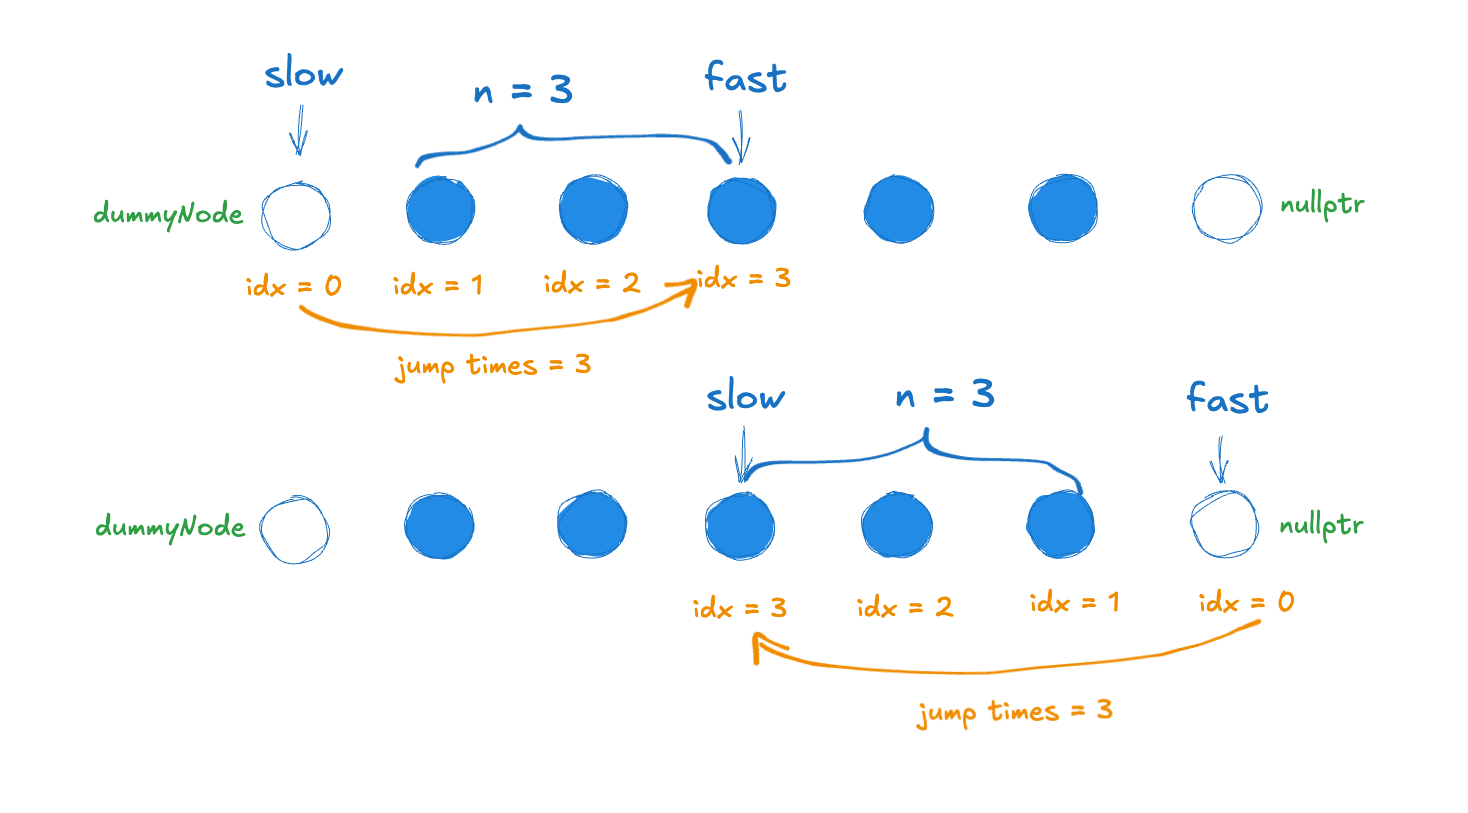 slow
n = 3
fast
dummyNode
nullptr
idx = 0
idx = 1
idx = 2
idx = 3
jump times = 3
slow
n = 3
fast
dummyNode
nullptr
idx = 3
idx = 2
idx = 1
idx = 0
jump times = 3